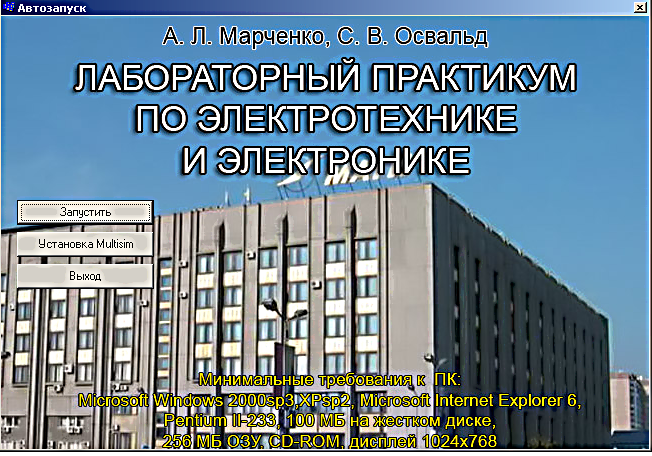 Автозапуск
А. Л. Марченко, С. В. Освальд
ЛАБОРАТОРНЫЙ ПРАКТИКУМ
ПО ЭЛЕКТРОТЕХНИКЕ
И ЭЛЕКТРОНИКЕ
Запустить
Установка Multisim
Выход
Минимальные требования к ПК:
Microsoft Windows 2000sp3,XPsp2, Microsoft Internet Explorer 6,
Pentium II-233, 100 МБ на жестком диске,
256 МБ ОЗУ, CD-ROM, дисплей 1024x768